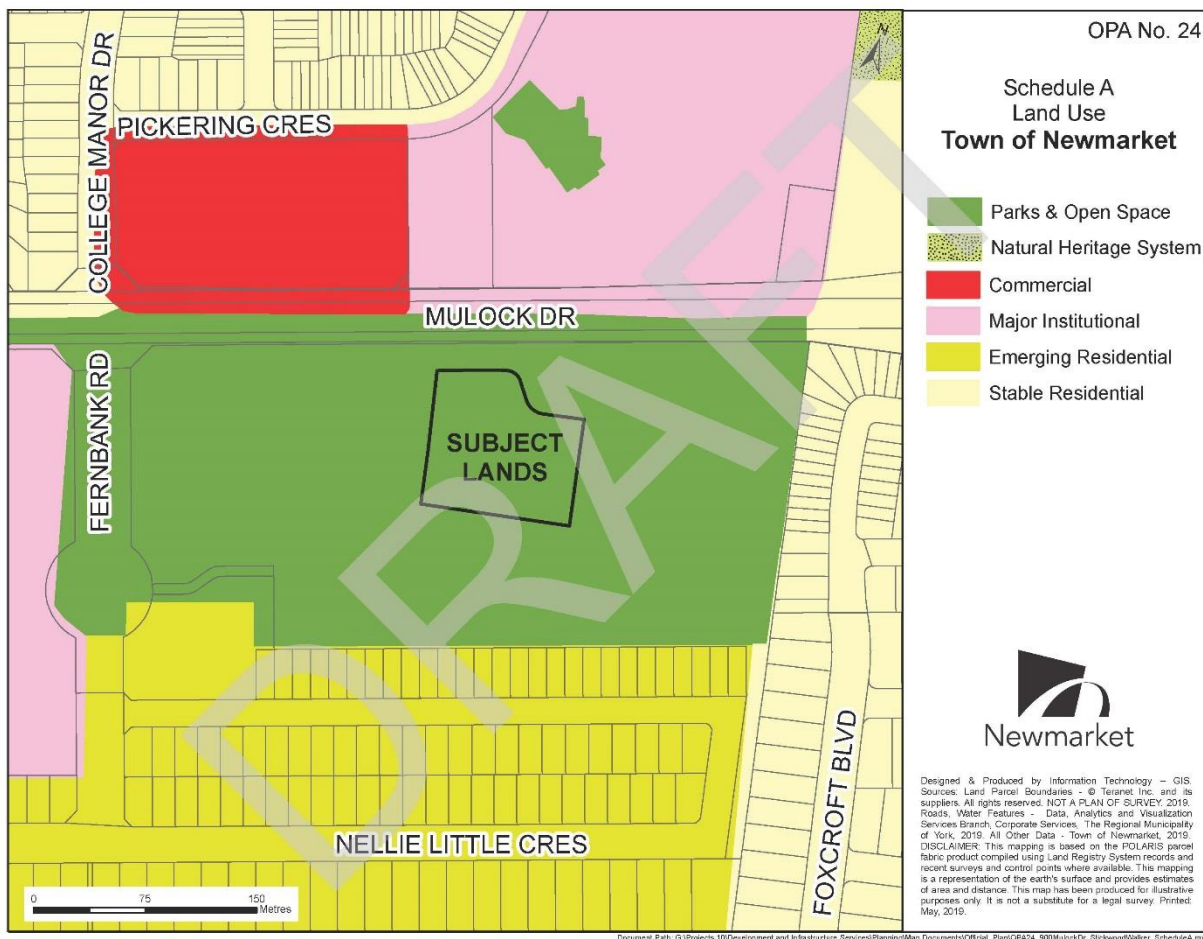 OPA No. 24
Schedule A
Land Use
Town of Newmarket
Parks & Open Space
Natural Heritage System
Commercial
Major Institutional
Emerging Residential
Stable Residential
N
COLLEGE MANOR DR
PICKERING CRES
MULOCK DR
FERNBANK RD
SUBJECT
LANDS
NELLIE LITTLE CRES
FOXCROFT BLVD
DRAFT
0 75 150
Metres
Newmarket
Designed & Produced by Information Technology – GIS.
Sources: Land Parcel Boundaries - © Teranet Inc. and its
suppliers. All rights reserved. NOT A PLAN OF SURVEY. 2019.
Roads, Water Features - Data, Analytics and Visualization
Services Branch, Corporate Services, The Regional Municipality
of York, 2019. All Other Data - Town of Newmarket, 2019.
DISCLAIMER: This mapping is based on the POLARIS parcel
fabric product compiled using Land Registry System records and
recent surveys and control points where available. This mapping
is a representation of the earth's surface and provides estimates
of area and distance. This map has been produced for illustrative
purposes only. It is not a substitute for a legal survey. Printed:
May, 2019.